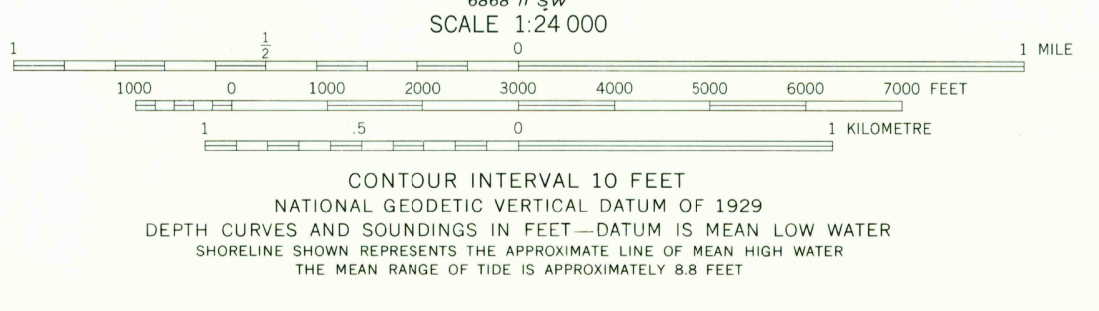 6868 II SW
SCALE 1:24 000
1 1/2 0 1 MILE
1000 0 1000 2000 3000 4000 5000 6000 7000 FEET
1 .5 0 1 KILOMETRE
CONTOUR INTERVAL 10 FEET
NATIONAL GEODETIC VERTICAL DATUM OF 1929
DEPTH CURVES AND SOUNDINGS IN FEET—DATUM IS MEAN LOW WATER
SHORELINE SHOWN REPRESENTS THE APPROXIMATE LINE OF MEAN HIGH WATER
THE MEAN RANGE OF TIDE IS APPROXIMATELY 8.8 FEET